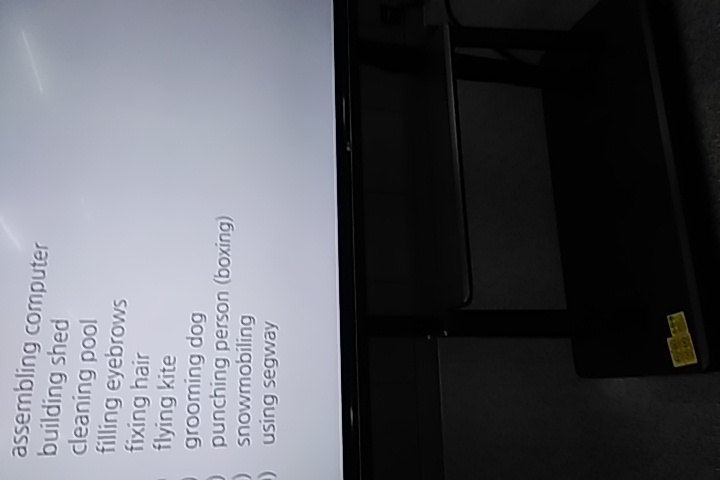 assembling computer
building shed
cleaning pool
filling eyebrows
fixing hair
flying kite
) grooming dog
) punching person (boxing)
) snowmobiling
) using segway